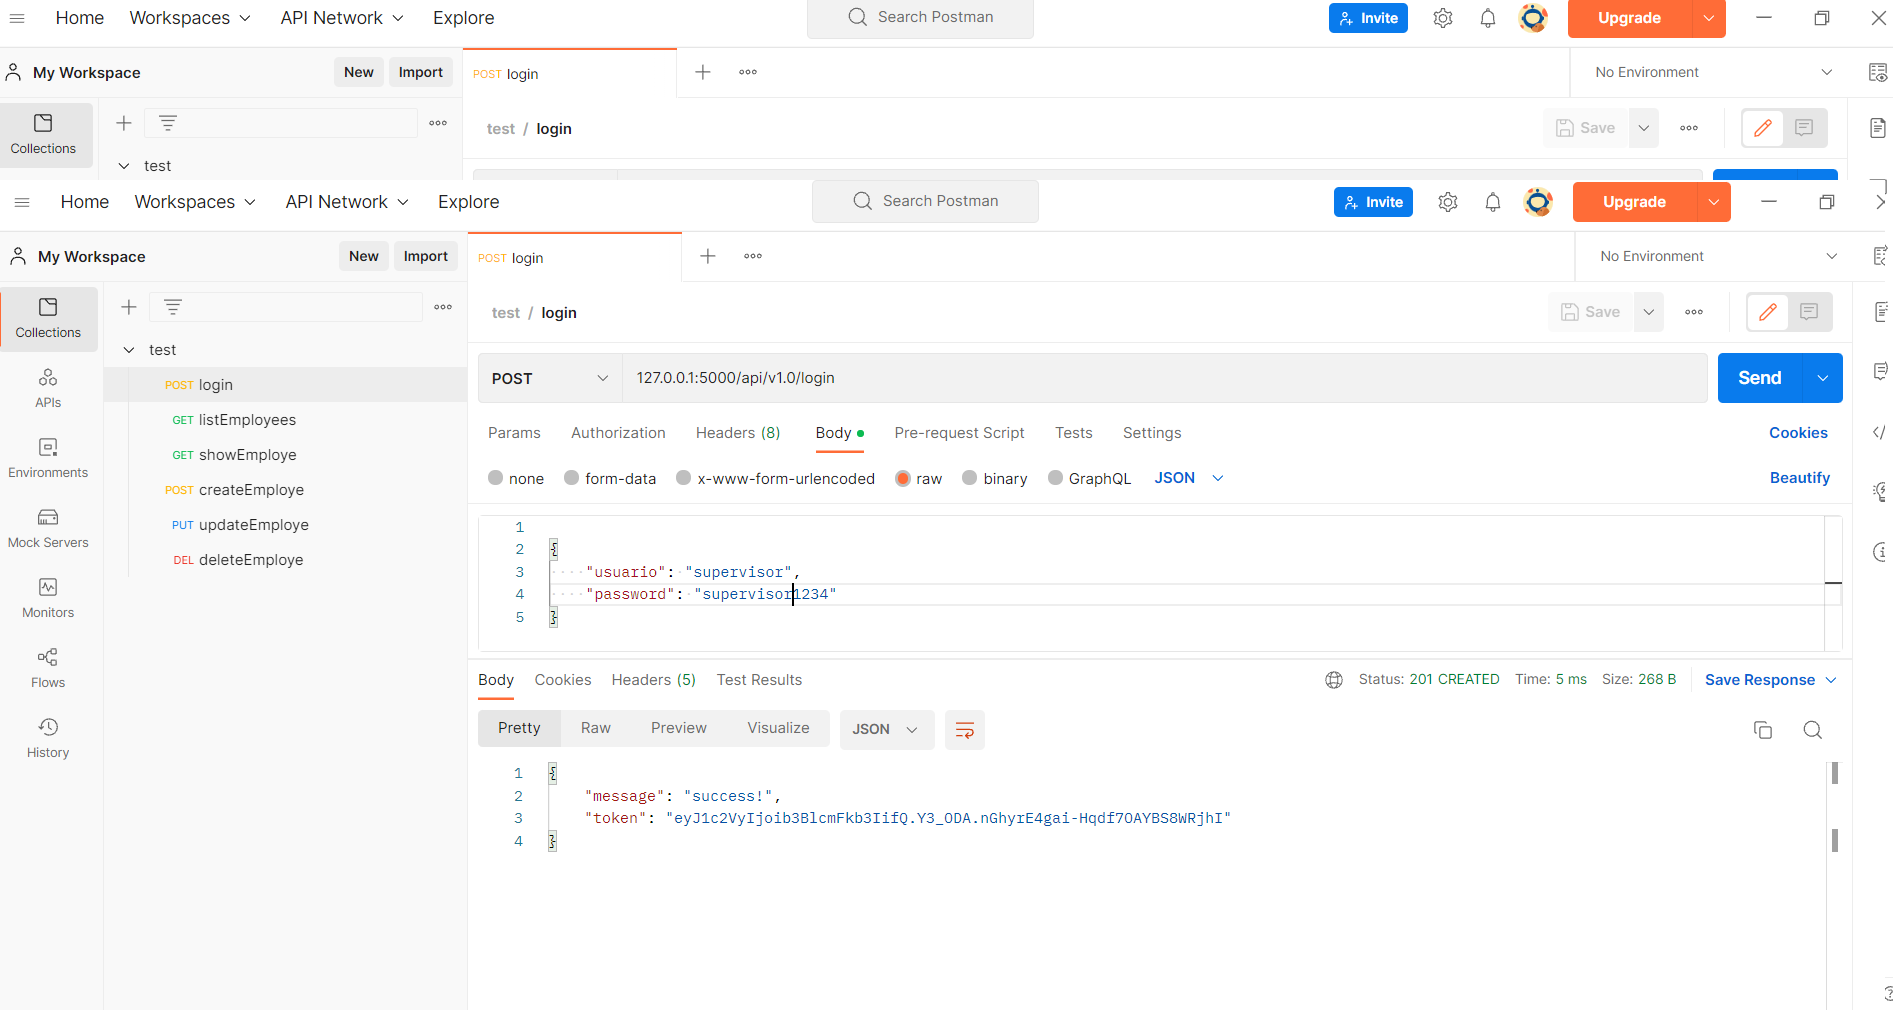 Home Workspaces API Network Explore Search Postman Invite Upgrade
My Workspace New Import POST login No Environment
test / login Save
Collections
test
Home Workspaces API Network Explore Search Postman Invite Upgrade
My Workspace New Import POST login No Environment
Collections
test / login Save
test
POST login
GET listEmployees
GET showEmploye
POST createEmploye
PUT updateEmploye
DEL deleteEmploye
APIs
Environments
Mock Servers
Monitors
Flows
History
POST 127.0.0.1:5000/api/v1.0/login Send
Params Authorization Headers (8) Body Pre-request Script Tests Settings Cookies
none form-data x-www-form-urlencoded raw binary GraphQL JSON Beautify
1
2 {
3 "usuario": "supervisor",
4 "password": "supervisor1234"
5 }
Body Cookies Headers (5) Test Results Status: 201 CREATED Time: 5 ms Size: 268 B Save Response
Pretty Raw Preview Visualize JSON
1 {
2 "message": "success!",
3 "token": "eyJ1c2VyIjoib3BlcmFkb3IifQ.Y3_ODA.nGhyrE4gai-Hqdf7OAYBS8WRjhI"
4 }